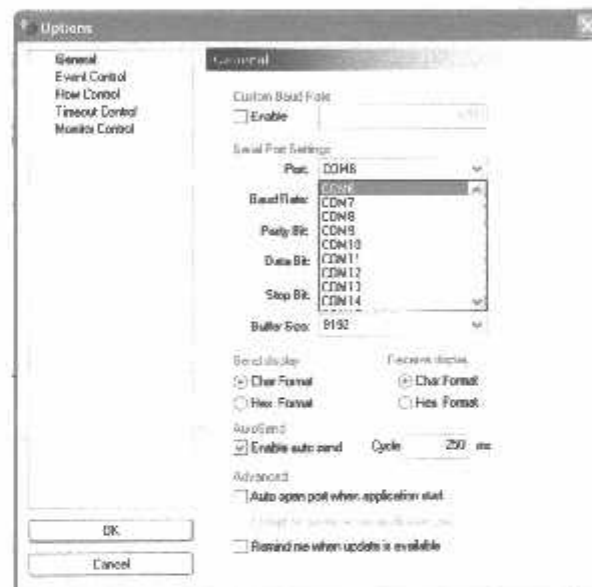 Options
General
Event Control
Flow Control
Timeout Control
Monitor Control
General
Custom Baud Rate
Enable
Serial Port Settings
Port: COM6
COM6
Baud Rate: COM7
COM8
Parity Bit: COM9
COM10
Data Bit: COM11
COM12
COM13
Stop Bit: COM14
Buffer Size: 8192
Send display Receive display
Char Format Char Format
Hex Format Hex Format
AutoSend
Enable auto send Cycle 250 ms
Advanced
Auto open port when application start
Remind me when update is available
OK
Cancel